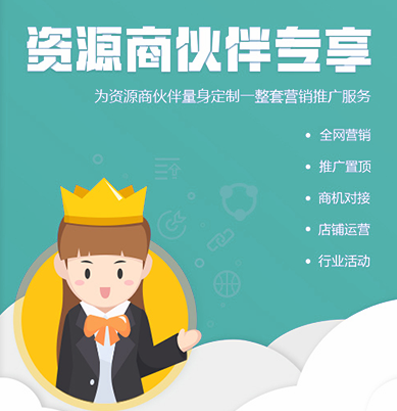 资源商伙伴专享
为资源商伙伴量身定制一整套营销推广服务
• 全网营销
• 推广置顶
• 商机对接
• 店铺运营
• 行业活动